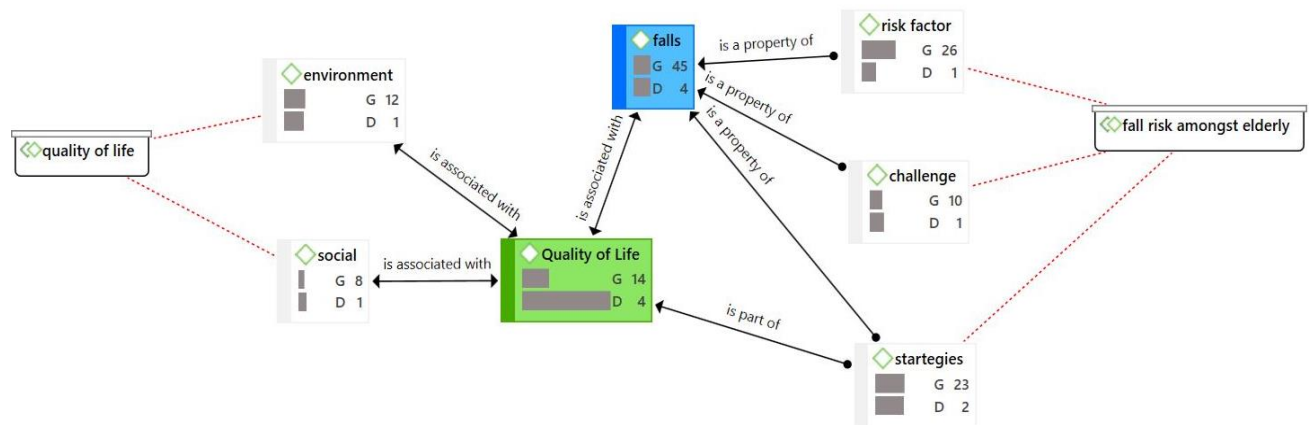 falls
G 45
D 4
is a property of
risk factor
G 26
D 1
environment
G 12
D 1
is a property of
is a property of
quality of life
fall risk amongst elderly
is associated with
is associated with
challenge
G 10
D 1
social
G 8
D 1
is associated with
Quality of Life
G 14
D 4
is part of
startegies
G 23
D 2